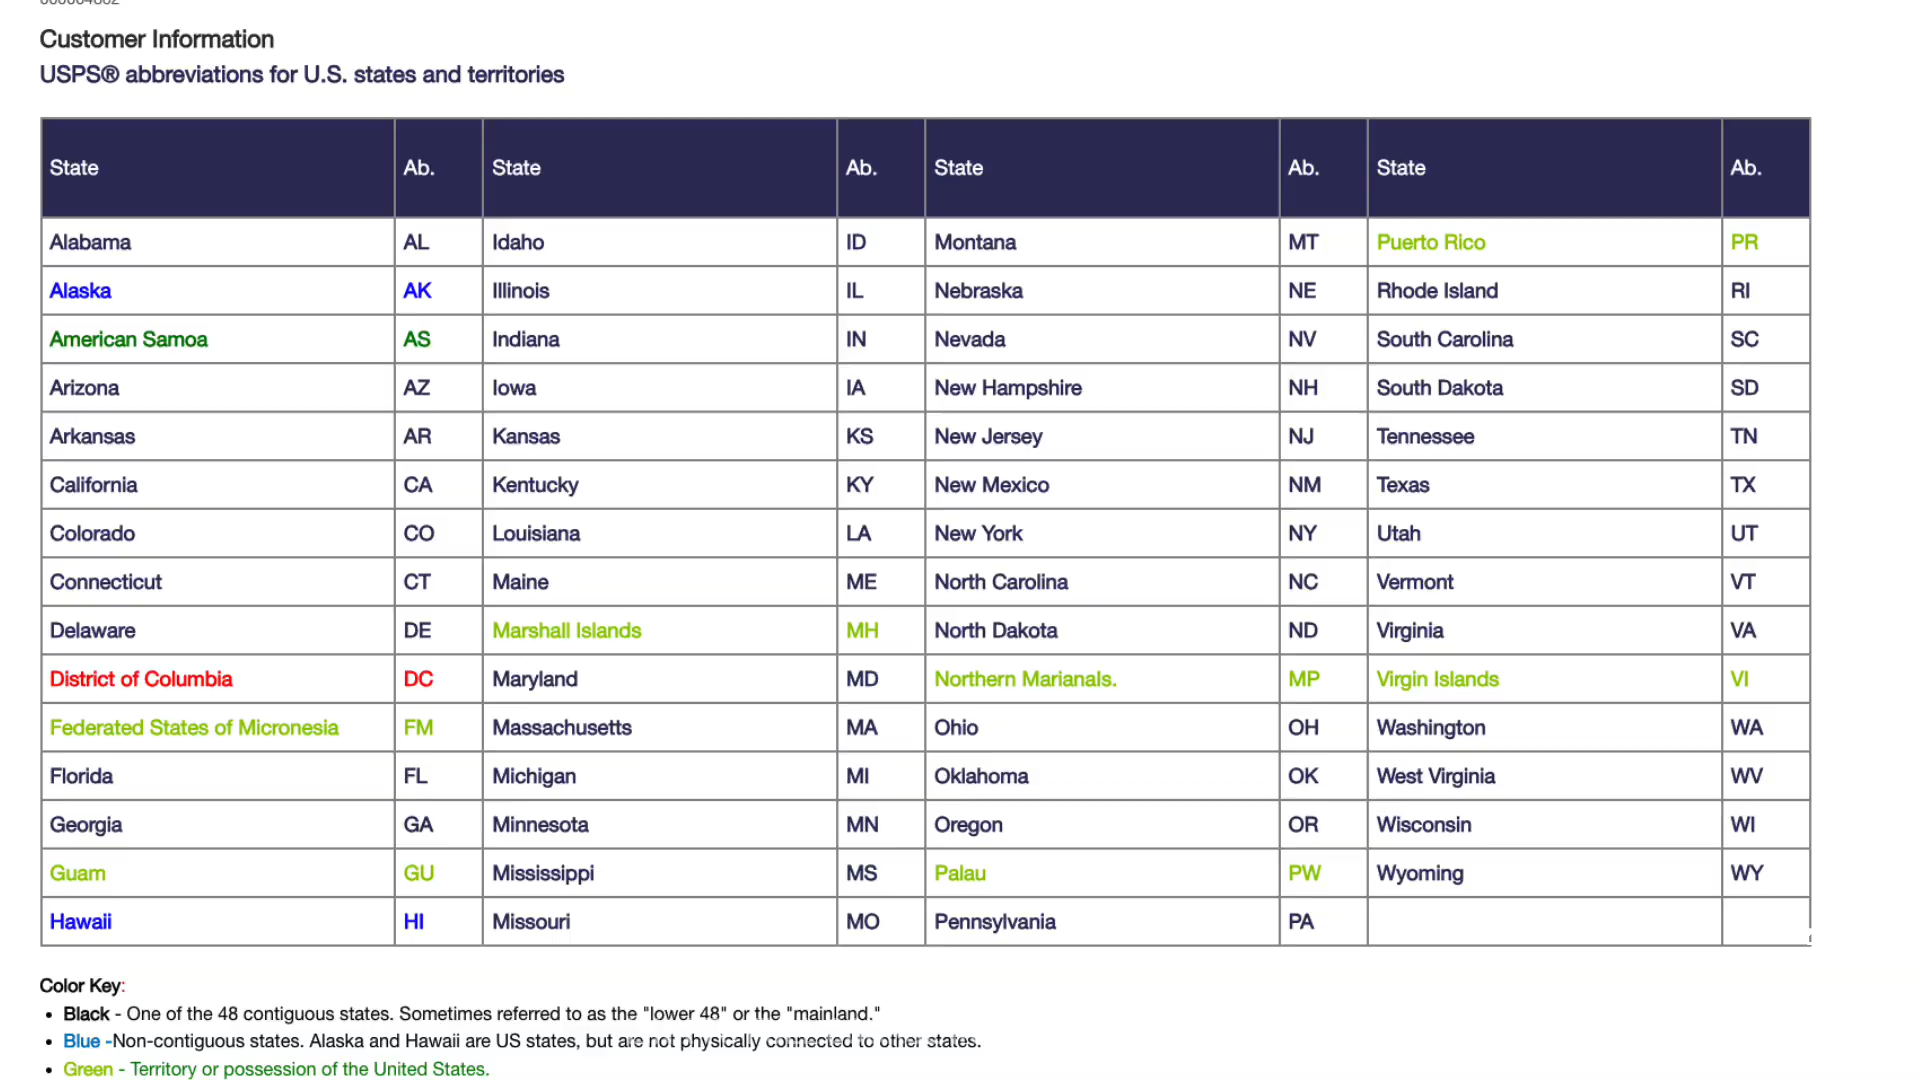 Customer Information
USPS® abbreviations for U.S. states and territories
State Ab. State Ab. State Ab. State Ab.
Alabama AL Idaho ID Montana MT Puerto Rico PR
Alaska AK Illinois IL Nebraska NE Rhode Island RI
American Samoa AS Indiana IN Nevada NV South Carolina SC
Arizona AZ Iowa IA New Hampshire NH South Dakota SD
Arkansas AR Kansas KS New Jersey NJ Tennessee TN
California CA Kentucky KY New Mexico NM Texas TX
Colorado CO Louisiana LA New York NY Utah UT
Connecticut CT Maine ME North Carolina NC Vermont VT
Delaware DE Marshall Islands MH North Dakota ND Virginia VA
District of Columbia DC Maryland MD Northern Marianals. MP Virgin Islands VI
Federated States of Micronesia FM Massachusetts MA Ohio OH Washington WA
Florida FL Michigan MI Oklahoma OK West Virginia WV
Georgia GA Minnesota MN Oregon OR Wisconsin WI
Guam GU Mississippi MS Palau PW Wyoming WY
Hawaii HI Missouri MO Pennsylvania PA
Color Key:
• Black - One of the 48 contiguous states. Sometimes referred to as the "lower 48" or the "mainland."
• Blue -Non-contiguous states. Alaska and Hawaii are US states, but are not physically connected to other states.
• Green - Territory or possession of the United States.